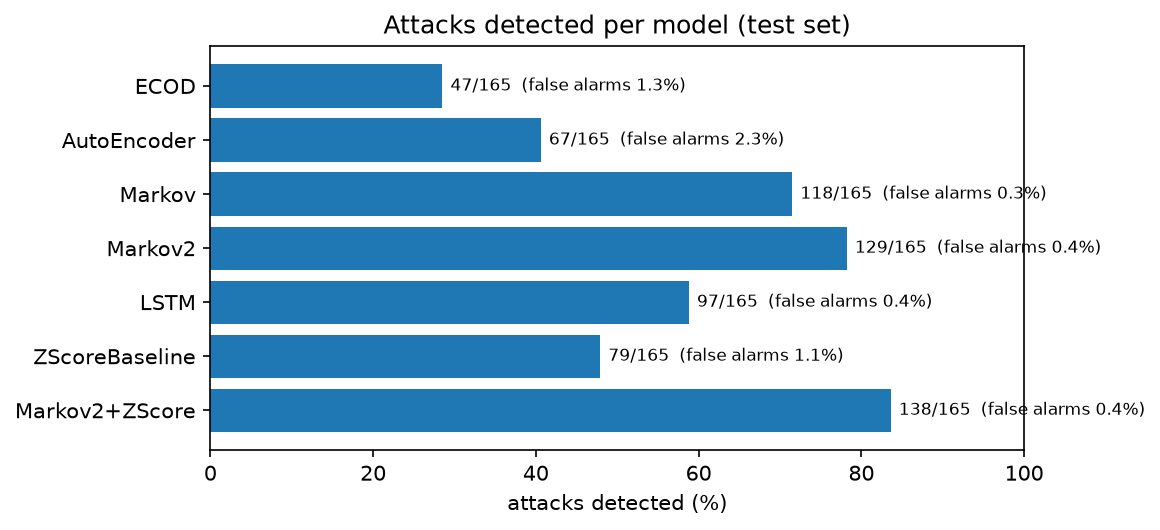 Attacks detected per model (test set)
ECOD 47/165 (false alarms 1.3%)
AutoEncoder 67/165 (false alarms 2.3%)
Markov 118/165 (false alarms 0.3%)
Markov2 129/165 (false alarms 0.4%)
LSTM 97/165 (false alarms 0.4%)
ZScoreBaseline 79/165 (false alarms 1.1%)
Markov2+ZScore 138/165 (false alarms 0.4%)
0 20 40 60 80 100
attacks detected (%)